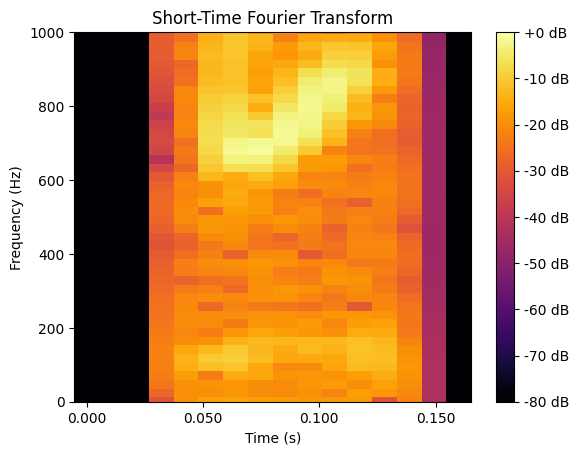 Short-Time Fourier Transform
Frequency (Hz)
1000
800
600
400
200
0
0.000 0.050 0.100 0.150
Time (s)
+0 dB
-10 dB
-20 dB
-30 dB
-40 dB
-50 dB
-60 dB
-70 dB
-80 dB